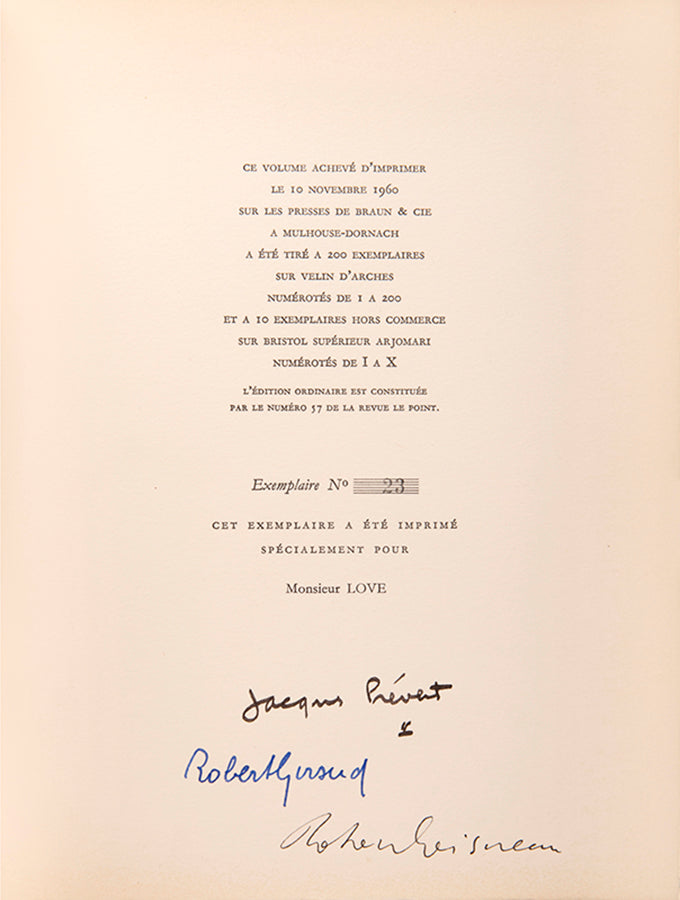 CE VOLUME ACHEVÉ D'IMPRIMER
LE 10 NOVEMBRE 1960
SUR LES PRESSES DE BRAUN & CIE
A MULHOUSE-DORNACH
A ÉTÉ TIRÉ A 200 EXEMPLAIRES
SUR VELIN D'ARCHES
NUMÉROTÉS DE 1 A 200
ET A 10 EXEMPLAIRES HORS COMMERCE
SUR BRISTOL SUPÉRIEUR ARJOMARI
NUMÉROTÉS DE I A X
L'ÉDITION ORDINAIRE EST CONSTITUÉE
PAR LE NUMÉRO 57 DE LA REVUE LE POINT.
Exemplaire Nº 23
CET EXEMPLAIRE A ÉTÉ IMPRIMÉ
SPÉCIALEMENT POUR
Monsieur LOVE
Jacques Prévert
Robert Giraud
Robert Doisneau